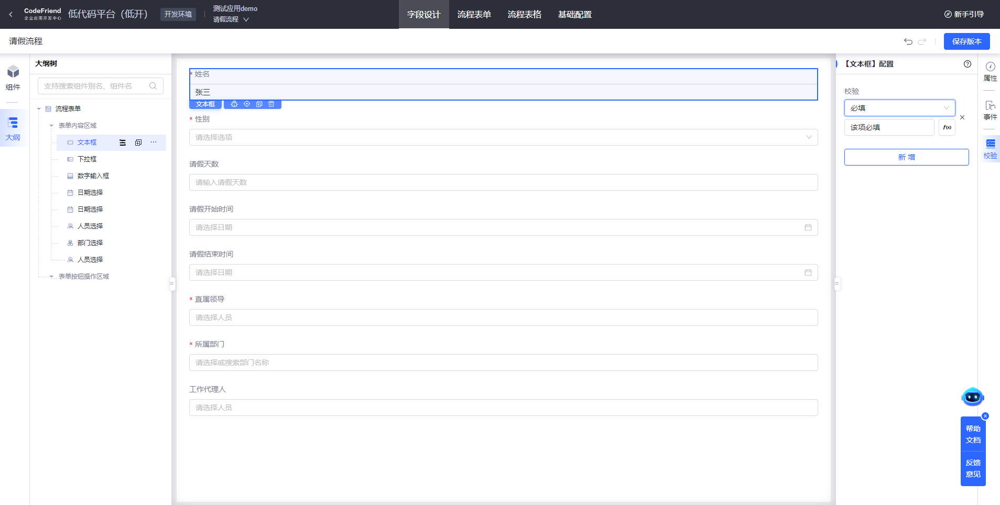 CodeFriend
企业应用开发中心
低代码平台（低开）
开发环境
测试应用demo
请假流程
字段设计
流程表单
流程表格
基础配置
新手引导
请假流程
保存版本
组件
大纲
大纲树
支持搜索组件别名、组件名
流程表单
表单内容区域
文本框
下拉框
数字输入框
日期选择
日期选择
人员选择
部门选择
人员选择
表单按钮操作区域
* 姓名
张三
文本框
* 性别
请选择选项
请假天数
请输入请假天数
请假开始时间
请选择日期
请假结束时间
请选择日期
* 直属领导
请选择人员
* 所属部门
请选择或搜索部门名称
工作代理人
请选择人员
【文本框】配置
校验
必填
该项必填
f(x)
新 增
属性
事件
校验
帮助
文档
反馈
意见